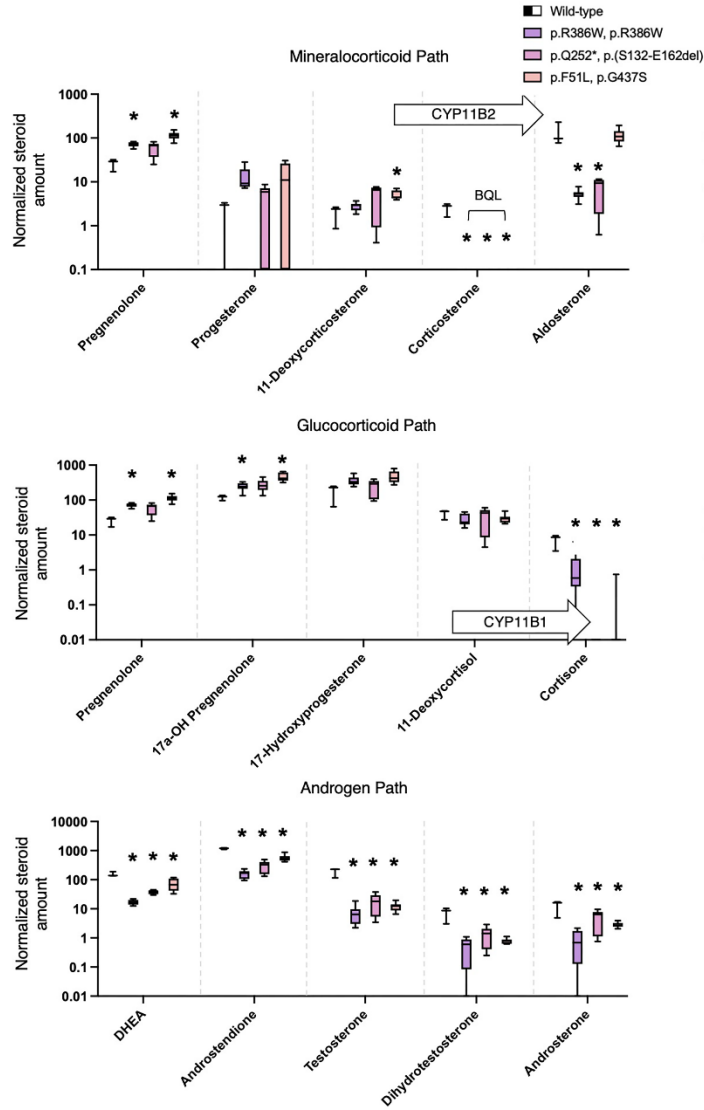 Wild-type
p.R386W, p.R386W
p.Q252*, p.(S132-E162del)
p.F51L, p.G437S
Mineralocorticoid Path
Normalized steroid
amount
1000
100
10
1
0.1
* *
*
CYP11B2
BQL
* * *
* *
Pregnenolone
Progesterone
11-Deoxycorticosterone
Corticosterone
Aldosterone
Glucocorticoid Path
Normalized steroid
amount
1000
100
10
1
0.1
0.01
* *
* *
* * *
CYP11B1
Pregnenolone
17a-OH Pregnenolone
17-Hydroxyprogesterone
11-Deoxycortisol
Cortisone
Androgen Path
Normalized steroid
amount
10000
1000
100
10
1
0.1
0.01
* * *
* * *
* * *
* * *
* * *
DHEA
Androstendione
Testosterone
Dihydrotestosterone
Androsterone